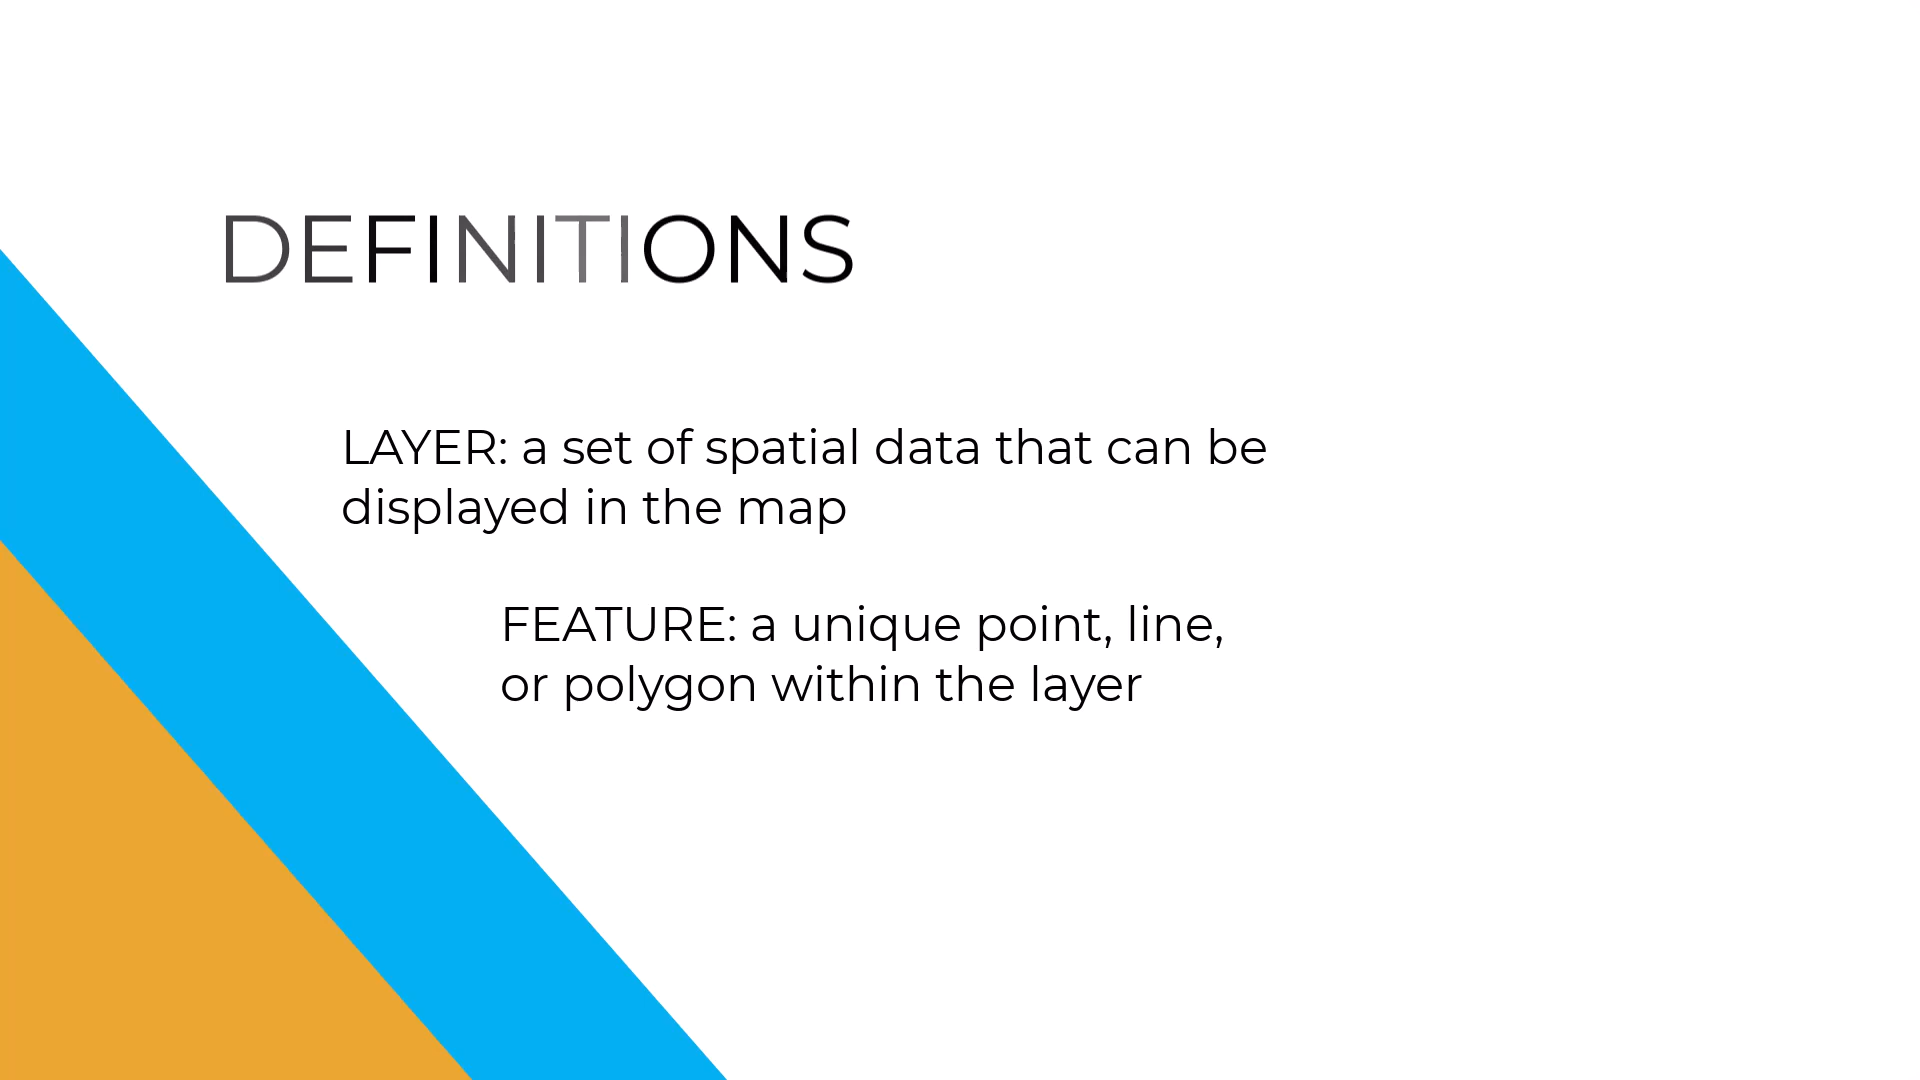 DEFINITIONS
LAYER: a set of spatial data that can be
displayed in the map
FEATURE: a unique point, line,
or polygon within the layer